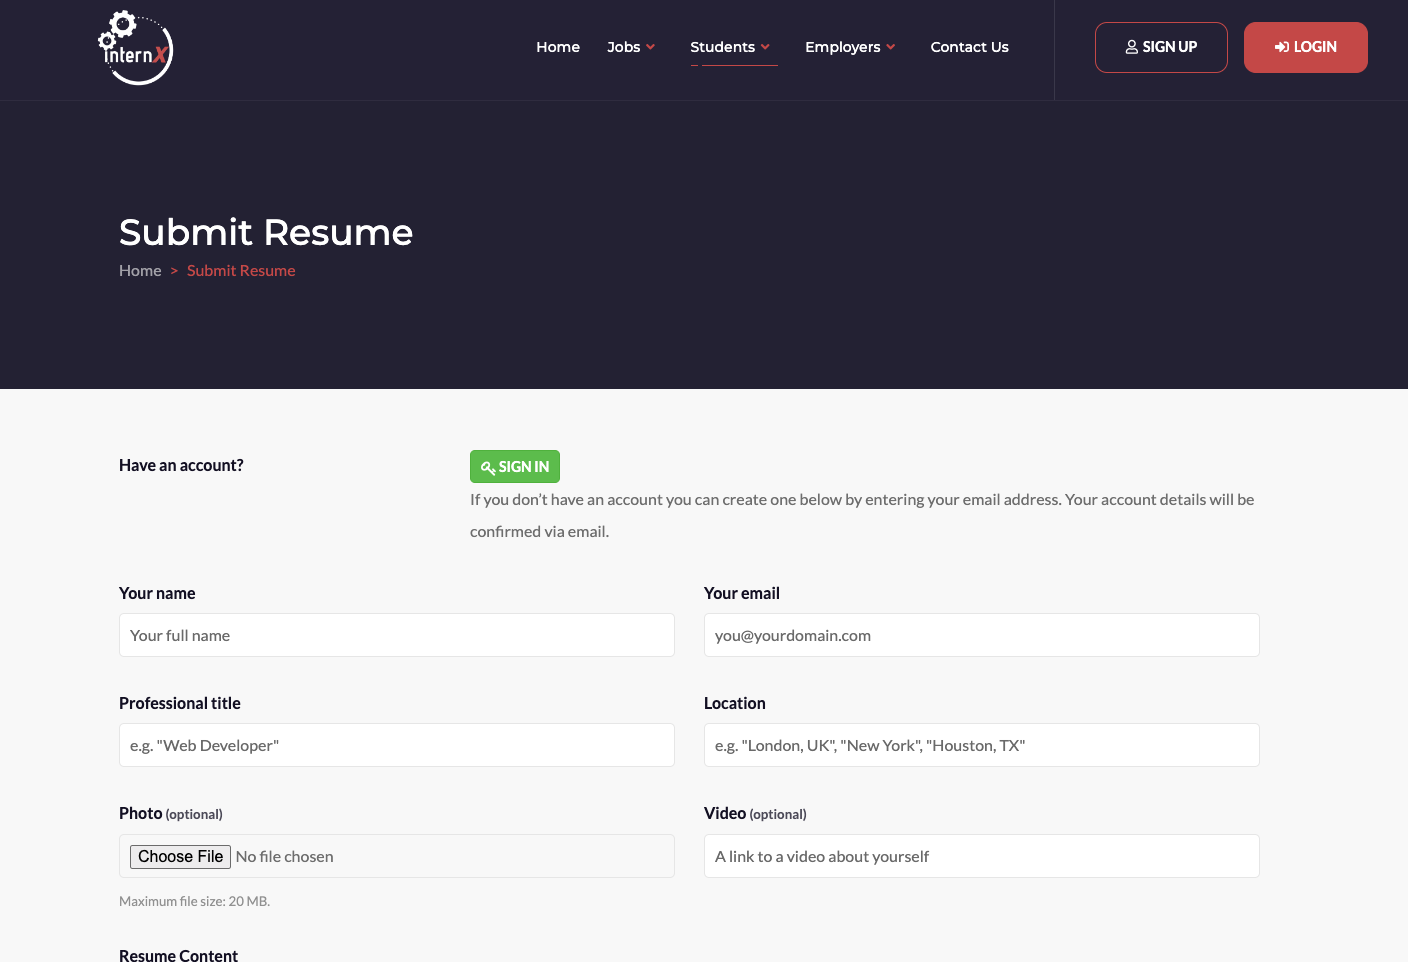 internX
Home Jobs Students Employers Contact Us SIGN UP LOGIN
Submit Resume
Home > Submit Resume
Have an account?
SIGN IN
If you don’t have an account you can create one below by entering your email address. Your account details will be
confirmed via email.
Your name
Your full name
Your email
you@yourdomain.com
Professional title
e.g. "Web Developer"
Location
e.g. "London, UK", "New York", "Houston, TX"
Photo (optional)
Choose File No file chosen
Maximum file size: 20 MB.
Video (optional)
A link to a video about yourself
Resume Content